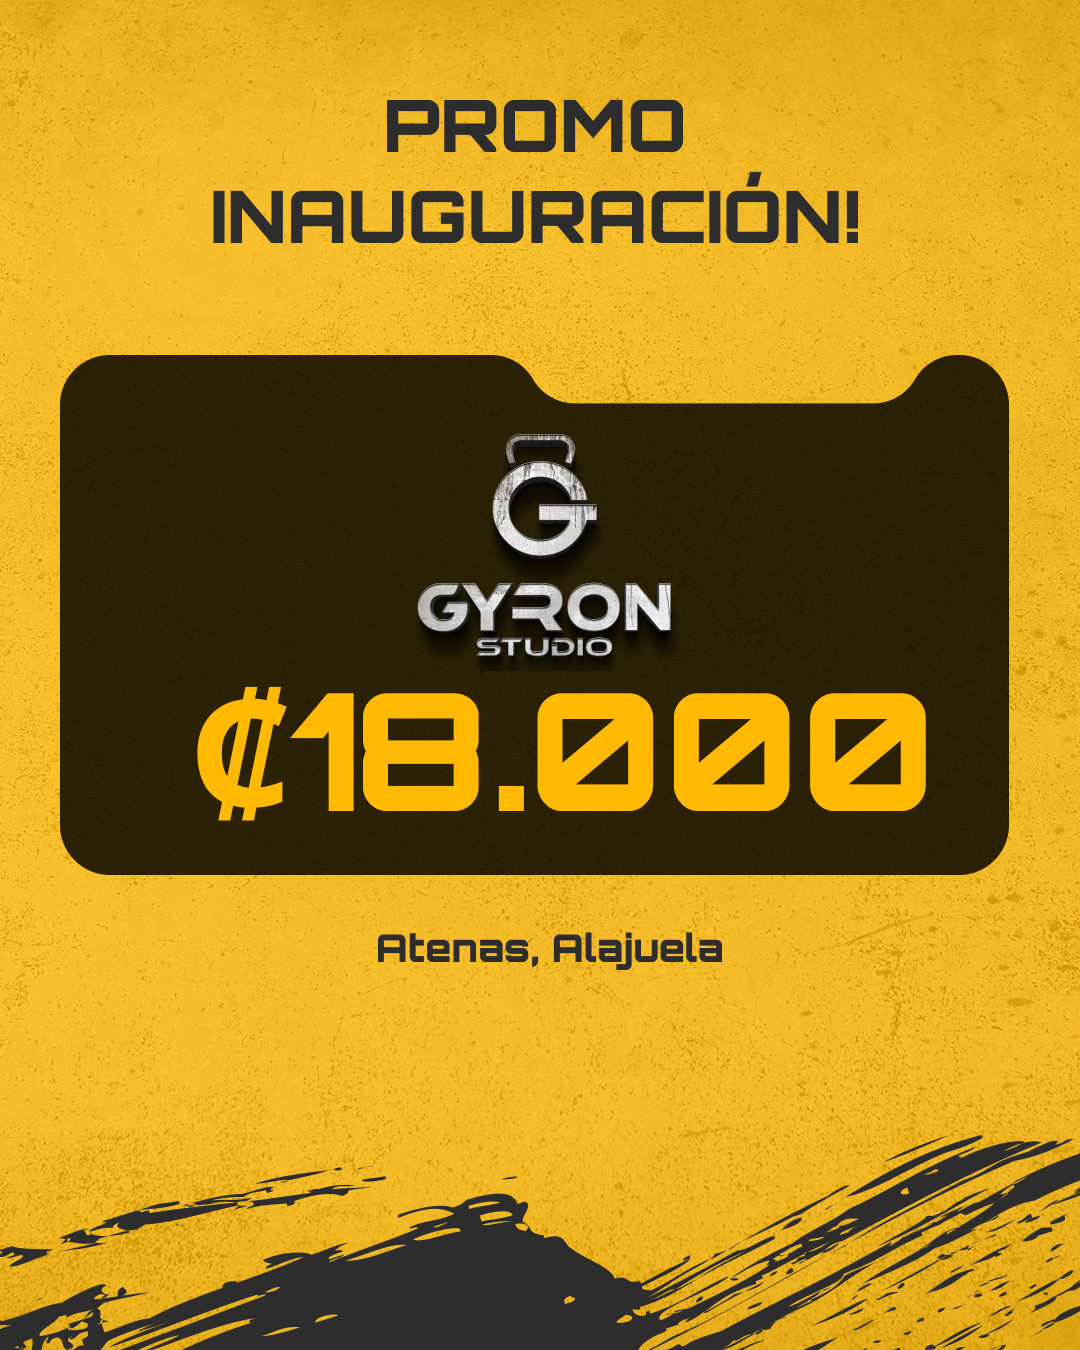 PROMO
INAUGURACIÓN!
G
GYRON
STUDIO
₡18.000
Atenas, Alajuela